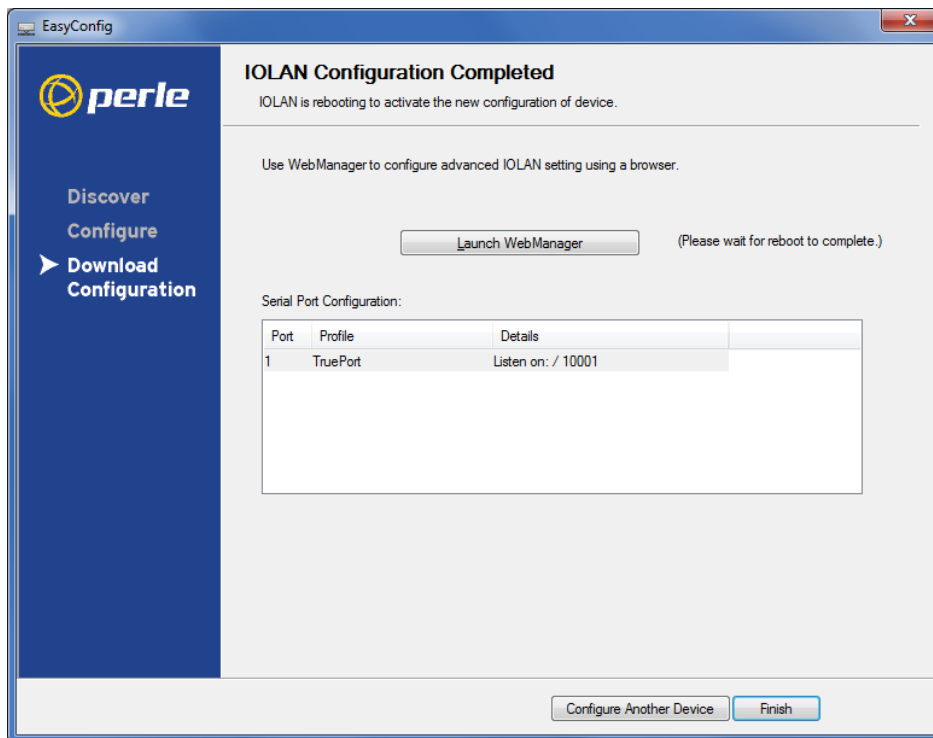 EasyConfig
perle
Discover
Configure
Download
Configuration
IOLAN Configuration Completed
IOLAN is rebooting to activate the new configuration of device.
Use WebManager to configure advanced IOLAN setting using a browser.
Launch WebManager
(Please wait for reboot to complete.)
Serial Port Configuration:
Port Profile Details
1 TruePort Listen on: / 10001
Configure Another Device
Finish